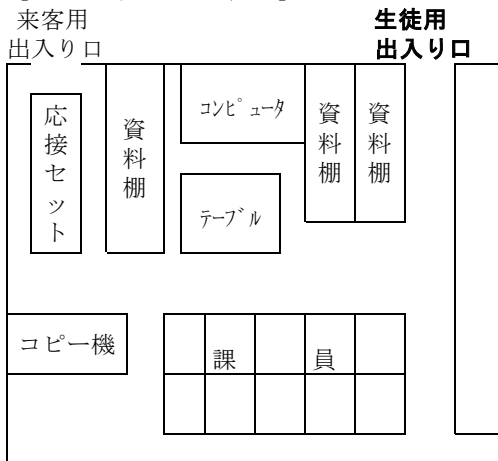 来客用
出入り口
生徒用
出入り口
応接セット
資料棚
コンピュータ
資料棚
資料棚
テーブル
コピー機
課員